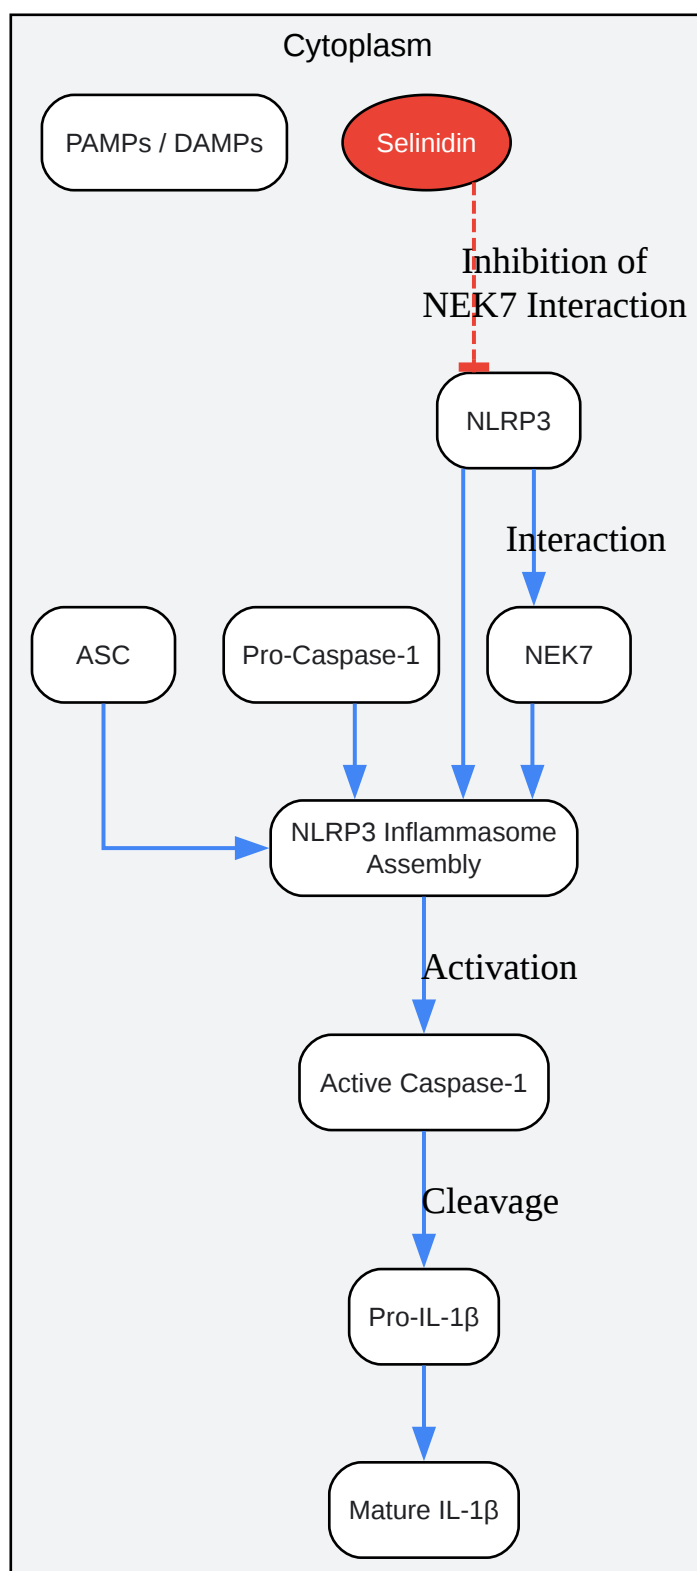 Cytoplasm
PAMPs / DAMPs
Selinidin
Inhibition of
NEK7 Interaction
NLRP3
Interaction
ASC
Pro-Caspase-1
NEK7
NLRP3 Inflammasome
Assembly
Activation
Active Caspase-1
Cleavage
Pro-IL-1β
Mature IL-1β